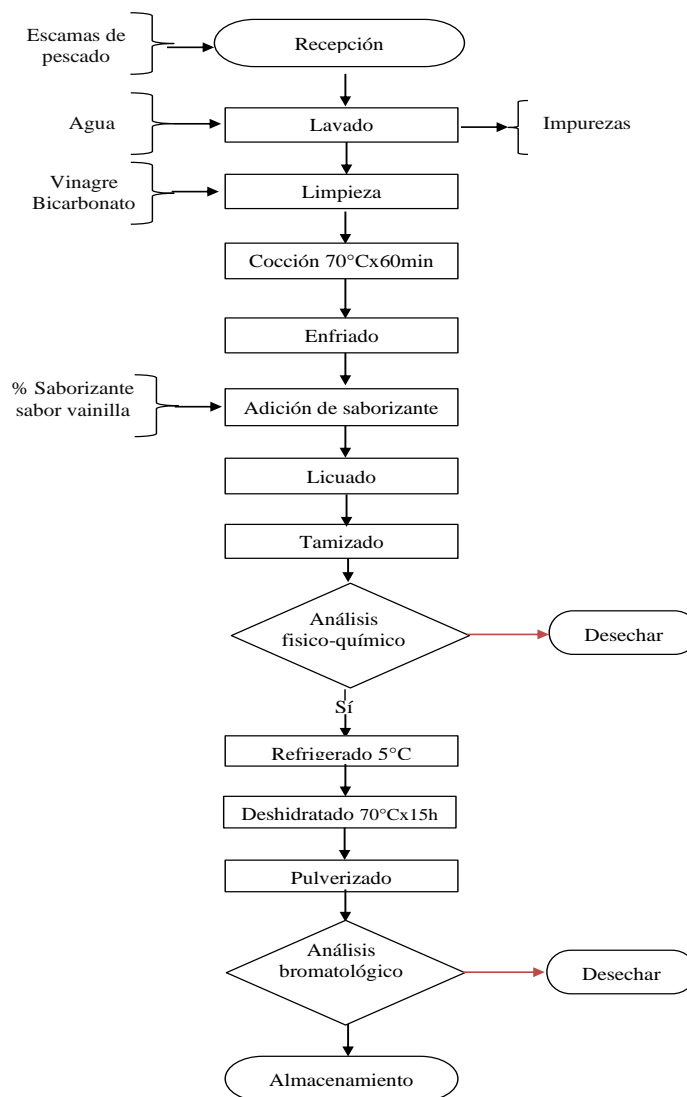 Escamas de
pescado
Recepción
Agua
Lavado
Impurezas
Vinagre
Bicarbonato
Limpieza
Cocción 70°Cx60min
Enfriado
% Saborizante
sabor vainilla
Adición de saborizante
Licuado
Tamizado
Análisis
fisico-químico
Desechar
Sí
Refrigerado 5°C
Deshidratado 70°Cx15h
Pulverizado
Análisis
bromatológico
Desechar
Almacenamiento